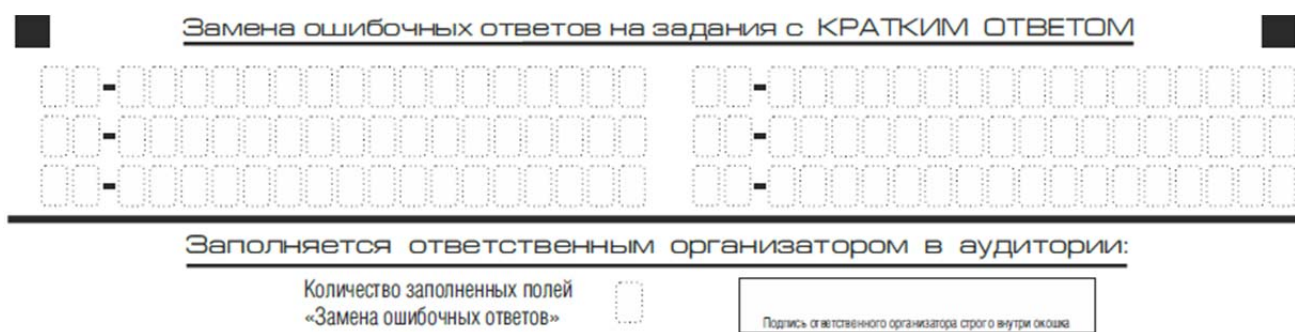 Замена ошибочных ответов на задания с КРАТКИМ ОТВЕТОМ
-
-
-
-
-
-
Заполняется ответственным организатором в аудитории:
Количество заполненных полей
«Замена ошибочных ответов»
Подпись ответственного организатора строго внутри окошка